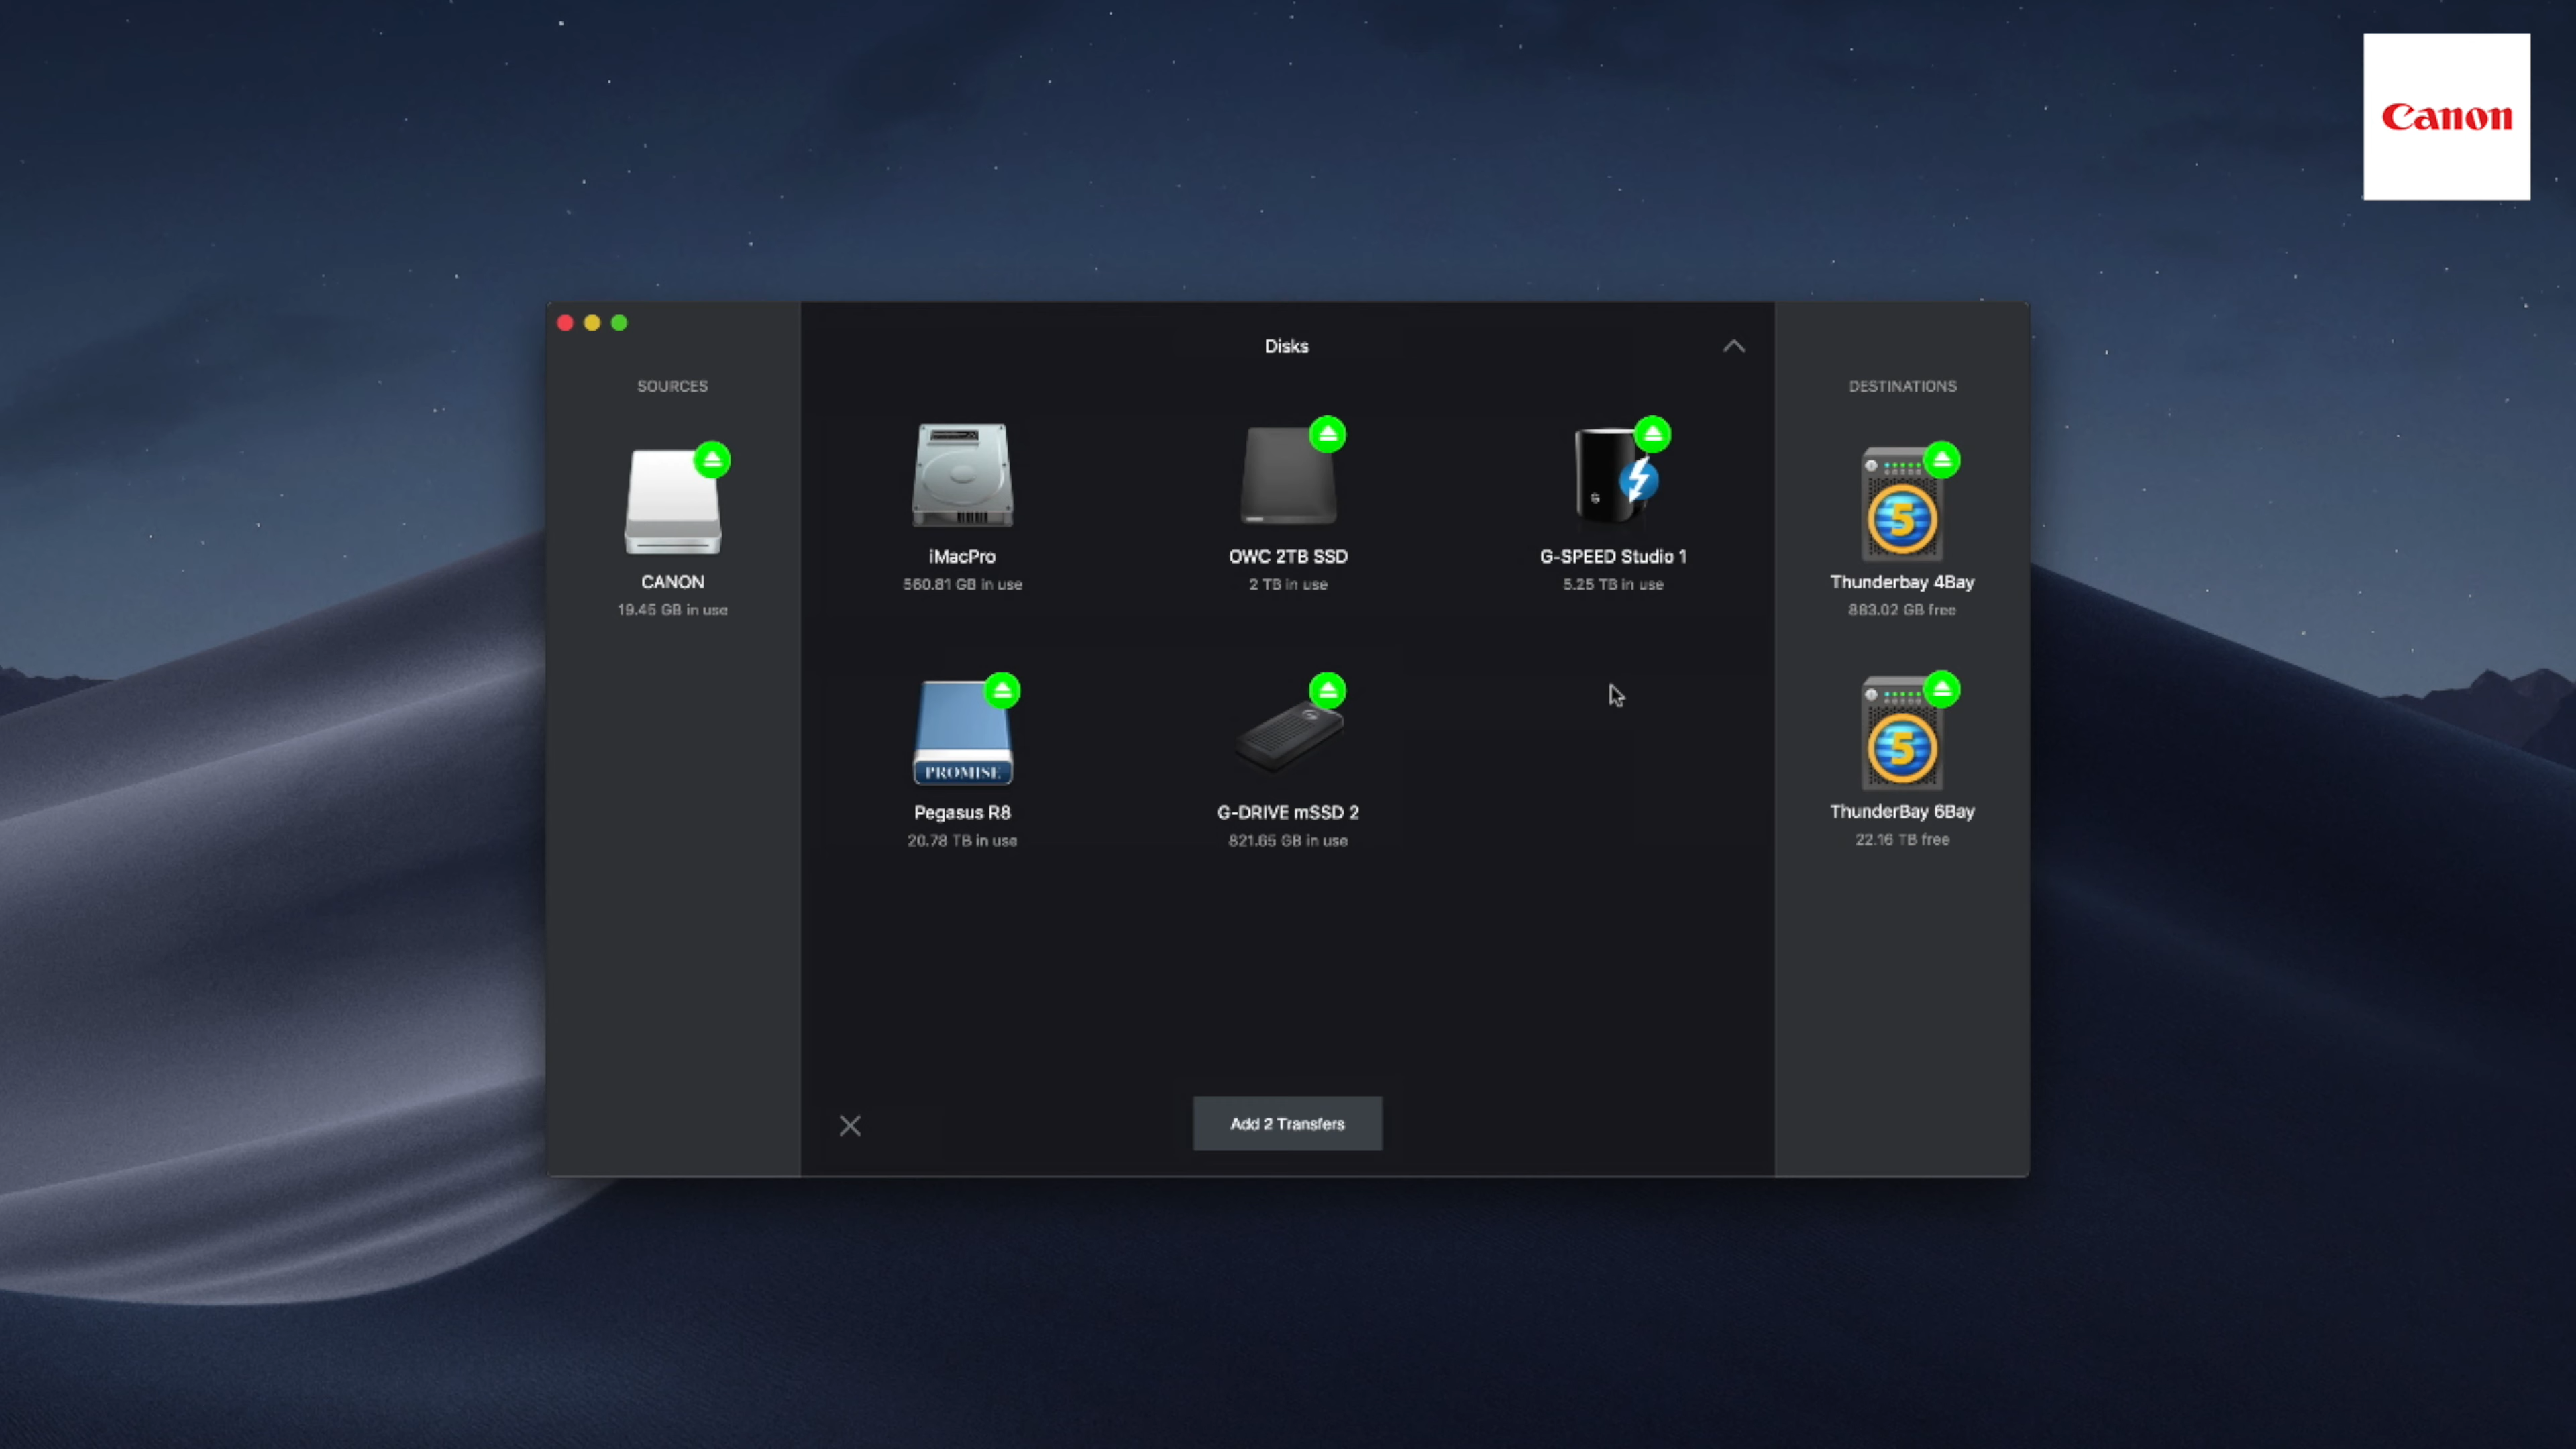 Canon
Disks
SOURCES
DESTINATIONS
CANON
19.45 GB in use
iMacPro
560.81 GB in use
OWC 2TB SSD
2 TB in use
G-SPEED Studio 1
5.25 TB in use
5
Thunderbay 4Bay
883.02 GB free
PROMISE
Pegasus R8
20.78 TB in use
G-DRIVE mSSD 2
821.65 GB in use
5
ThunderBay 6Bay
22.16 TB free
Add 2 Transfers